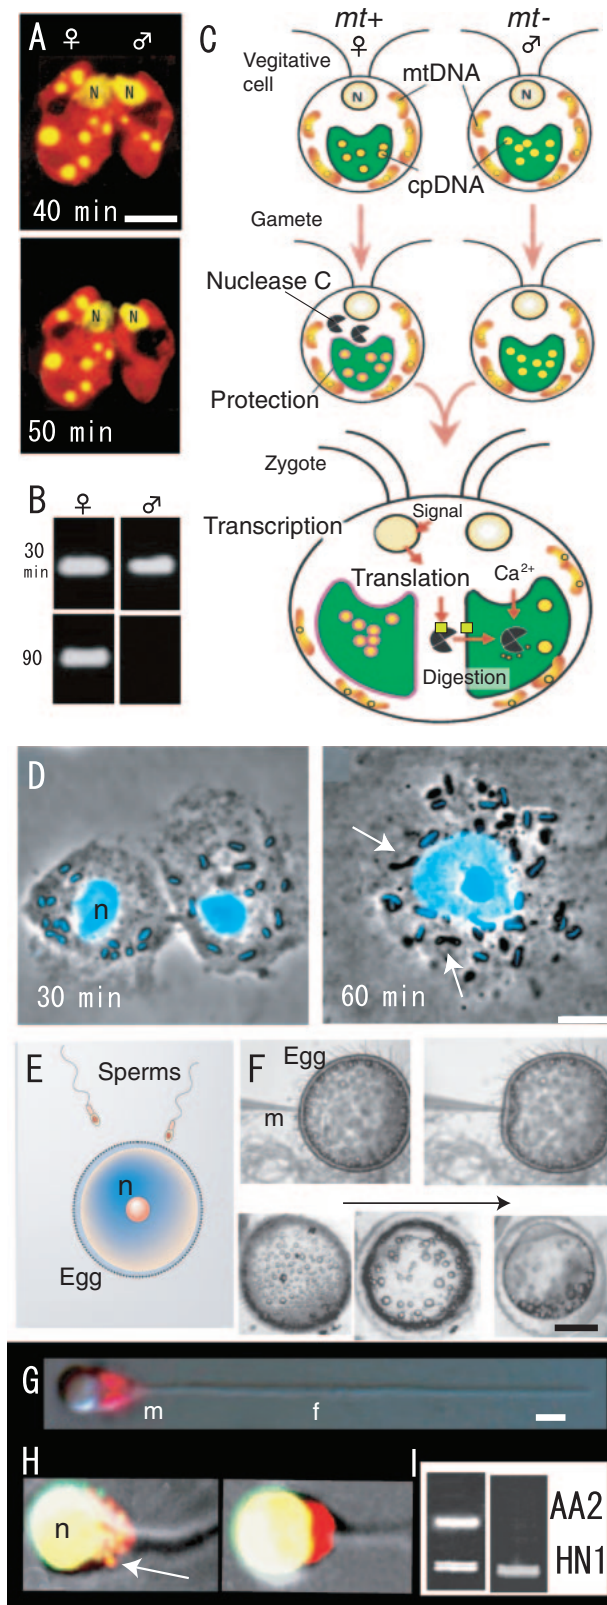 A ♀ ♂
N N
40 min
N N
50 min
B ♀ ♂
30
min
90
C mt+ mt-
♀ ♂
Vegitative
cell
mtDNA
N N
cpDNA
Gamete
Nuclease C
Protection
Zygote
Transcription
Signal
Translation
Ca2+
Digestion
D
n
30 min
60 min
E
Sperms
n
Egg
F
Egg
m
G
m f
H
n
I
AA2
HN1